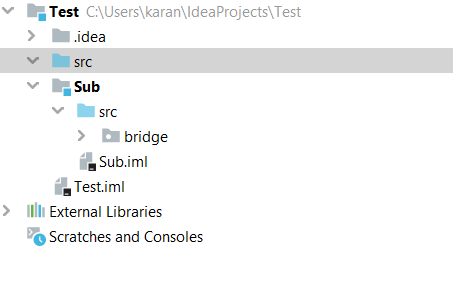 Test C:\Users\karan\IdeaProjects\Test
.idea
src
Sub
src
bridge
Sub.iml
Test.iml
External Libraries
Scratches and Consoles